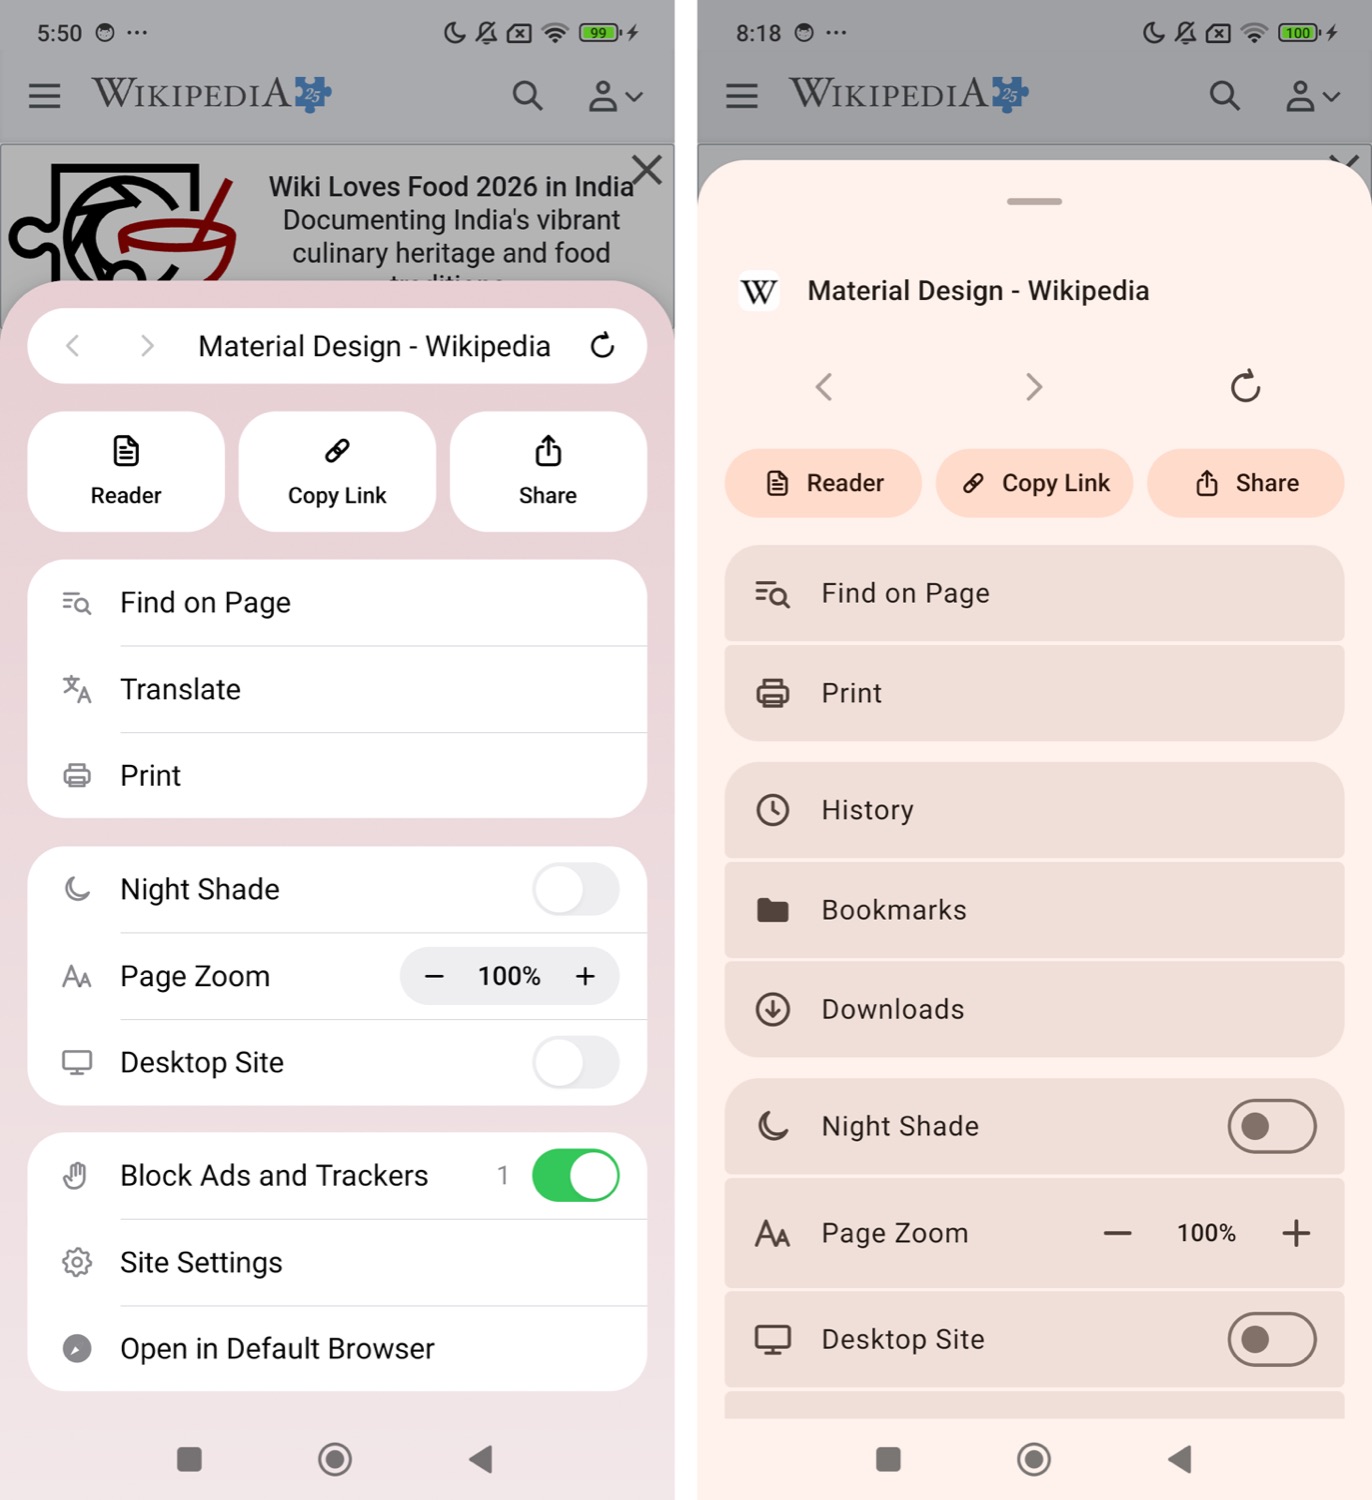 5:50
99
WIKIPEDIA 25
Wiki Loves Food 2026 in India
Documenting India's vibrant
culinary heritage and food
traditions
Material Design - Wikipedia
Reader
Copy Link
Share
Find on Page
Translate
Print
Night Shade
Page Zoom
100%
Desktop Site
Block Ads and Trackers
1
Site Settings
Open in Default Browser
8:18
100
WIKIPEDIA 25
W
Material Design - Wikipedia
Reader
Copy Link
Share
Find on Page
Print
History
Bookmarks
Downloads
Night Shade
Page Zoom
100%
Desktop Site